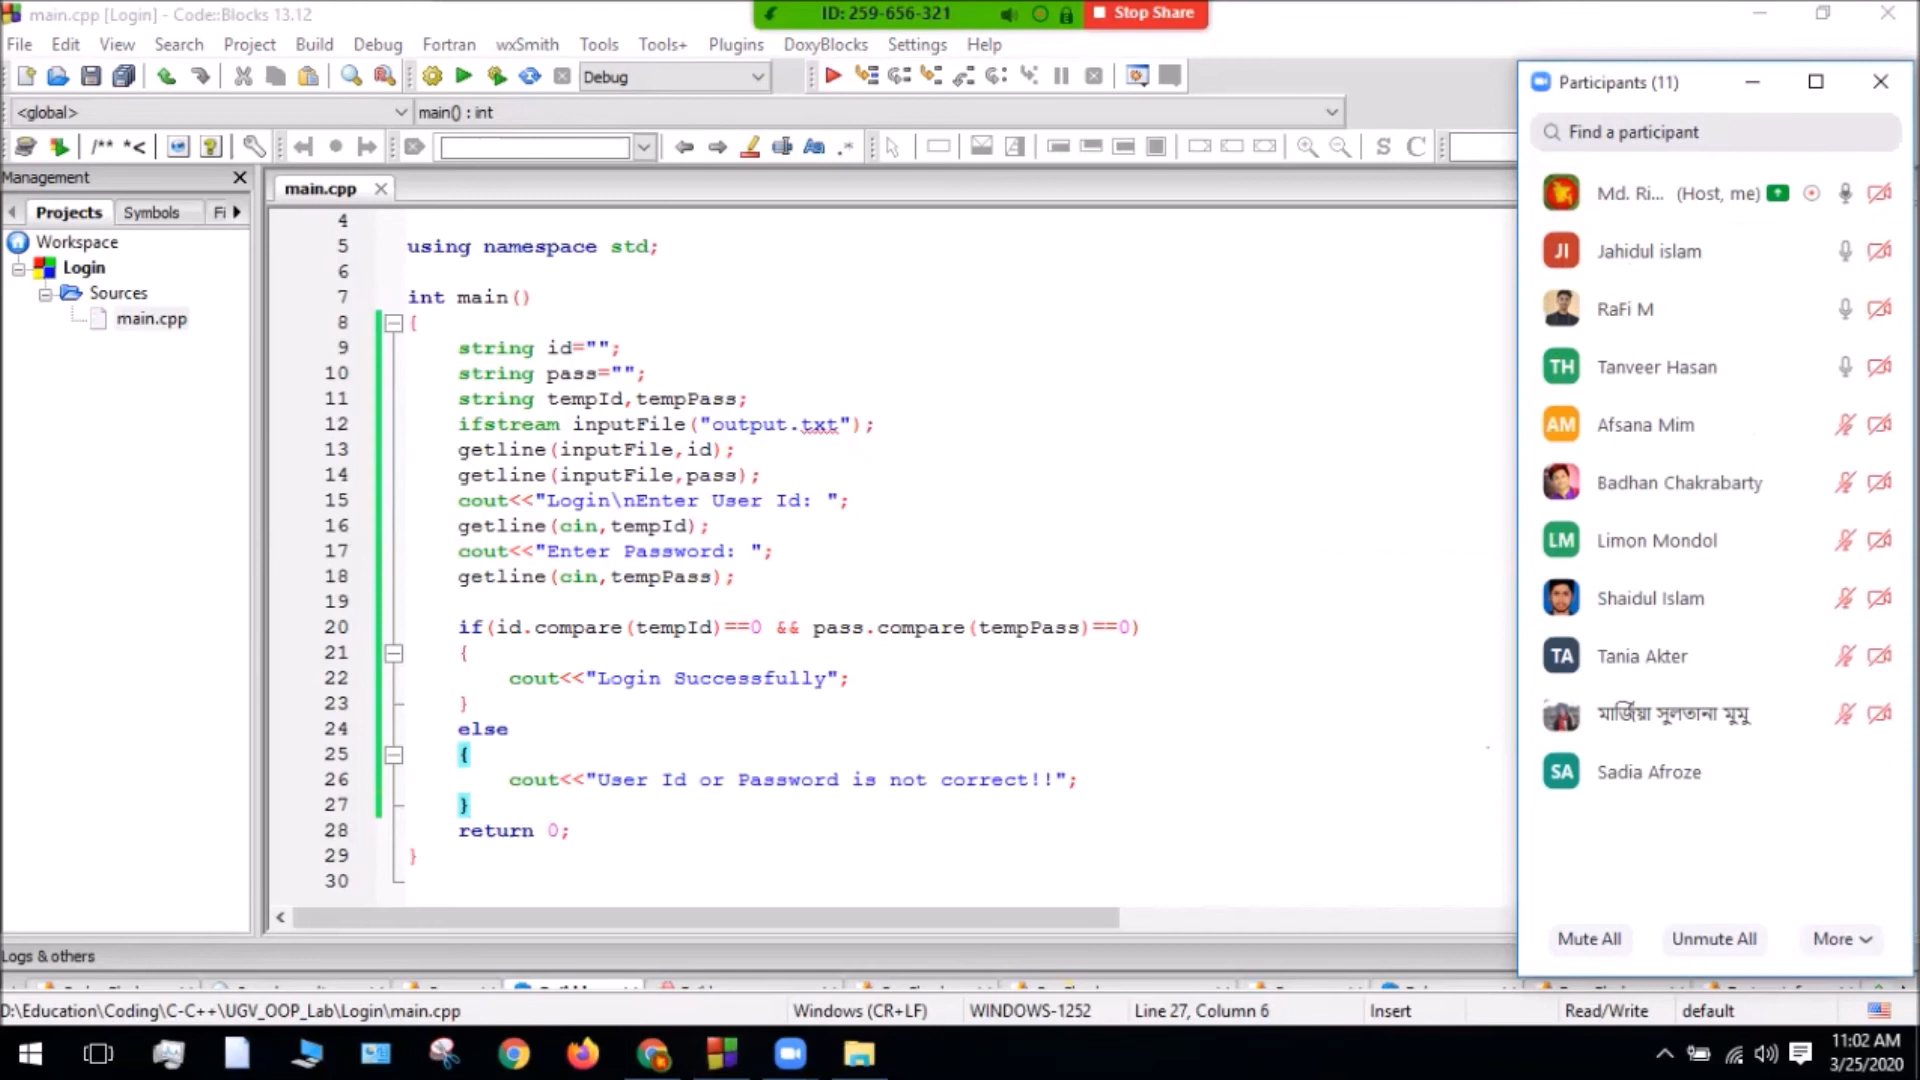 main.cpp [Login] - Code::Blocks 13.12
ID: 259-656-321
Stop Share
File Edit View Search Project Build Debug Fortran wxSmith Tools Tools+ Plugins DoxyBlocks Settings Help
Debug
<global>
main() : int
/** *<
.*
S C
Management
main.cpp
Projects Symbols Fi
Workspace
Login
Sources
main.cpp
4
5 using namespace std;
6
7 int main()
8 {
9 string id="";
10 string pass="";
11 string tempId,tempPass;
12 ifstream inputFile("output.txt");
13 getline(inputFile,id);
14 getline(inputFile,pass);
15 cout<<"Login\nEnter User Id: ";
16 getline(cin,tempId);
17 cout<<"Enter Password: ";
18 getline(cin,tempPass);
19
20 if(id.compare(tempId)==0 && pass.compare(tempPass)==0)
21 {
22 cout<<"Login Successfully";
23 }
24 else
25 {
26 cout<<"User Id or Password is not correct!!";
27 }
28 return 0;
29 }
30
Participants (11)
Find a participant
Md. Ri... (Host, me)
JI Jahidul islam
RaFi M
TH Tanveer Hasan
AM Afsana Mim
Badhan Chakrabarty
LM Limon Mondol
Shaidul Islam
TA Tania Akter
মার্জিয়া সুলতানা মুমু
SA Sadia Afroze
Mute All Unmute All More
Logs & others
D:\Education\Coding\C-C++\UGV_OOP_Lab\Login\main.cpp Windows (CR+LF) WINDOWS-1252 Line 27, Column 6 Insert Read/Write default
11:02 AM
3/25/2020